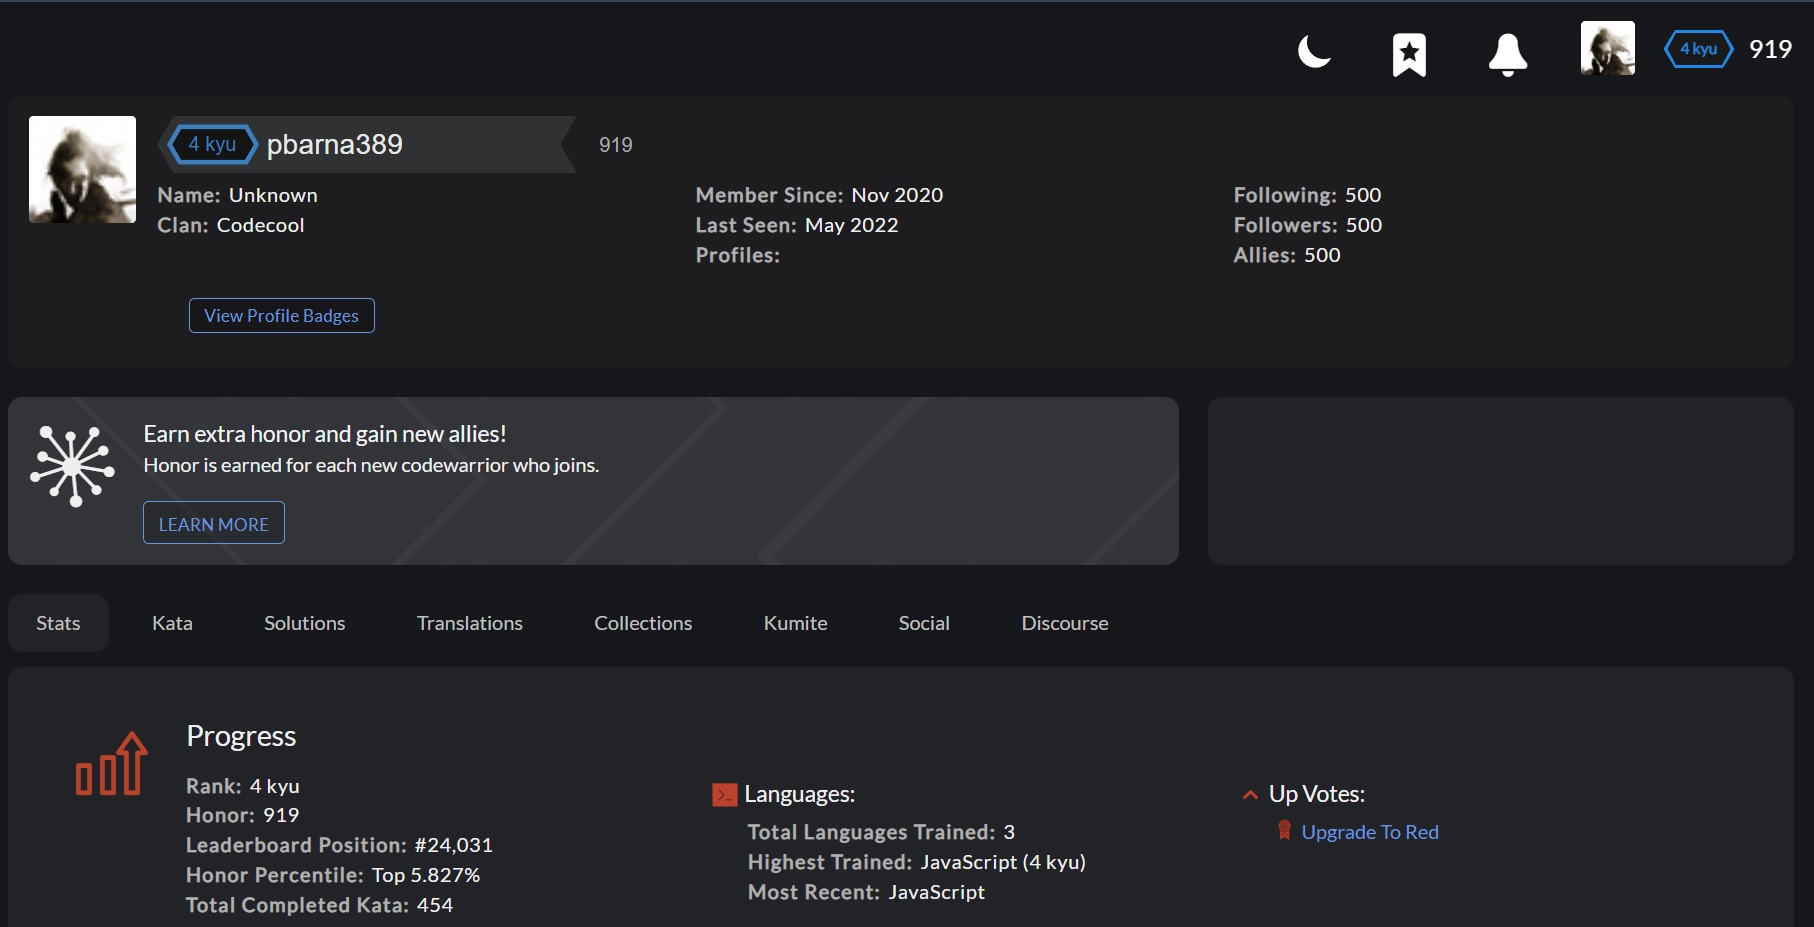 4 kyu 919
4 kyu pbarna389 919
Name: Unknown
Clan: Codecool
Member Since: Nov 2020
Last Seen: May 2022
Profiles:
Following: 500
Followers: 500
Allies: 500
View Profile Badges
Earn extra honor and gain new allies!
Honor is earned for each new codewarrior who joins.
LEARN MORE
Stats Kata Solutions Translations Collections Kumite Social Discourse
Progress
Rank: 4 kyu
Honor: 919
Leaderboard Position: #24,031
Honor Percentile: Top 5.827%
Total Completed Kata: 454
Languages:
Total Languages Trained: 3
Highest Trained: JavaScript (4 kyu)
Most Recent: JavaScript
Up Votes:
Upgrade To Red